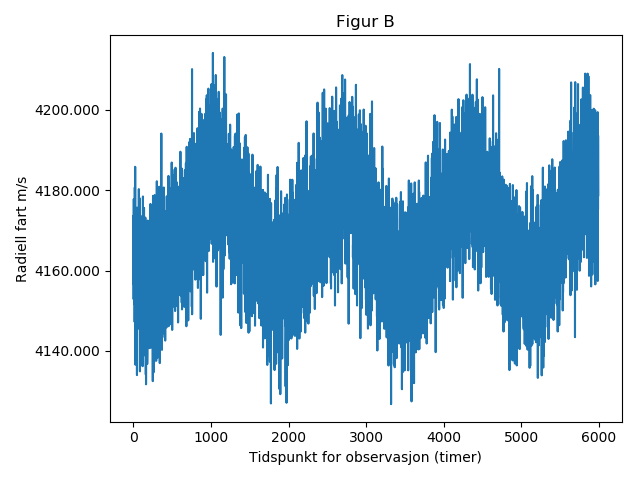 Figur B
Radiell fart m/s
4200.000
4180.000
4160.000
4140.000
0 1000 2000 3000 4000 5000 6000
Tidspunkt for observasjon (timer)